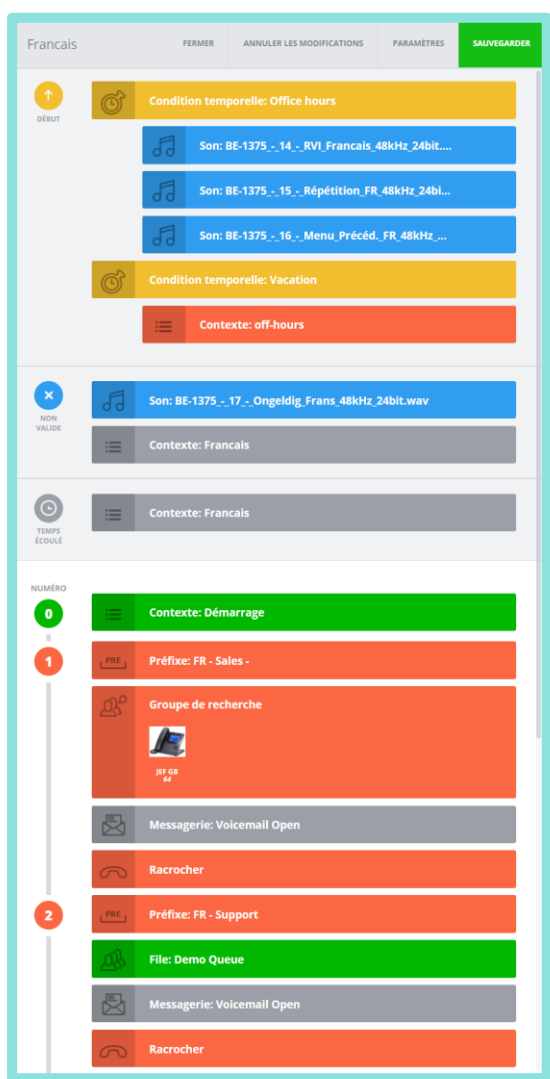 Francais
FERMER
ANNULER LES MODIFICATIONS
PARAMÈTRES
SAUVEGARDER
DÉBUT
Condition temporelle: Office hours
Son: BE-1375_-_14_-_RVI_Francais_48kHz_24bit....
Son: BE-1375_-_15_-_Répétition_FR_48kHz_24bi...
Son: BE-1375_-_16_-_Menu_Précéd._FR_48kHz_...
Condition temporelle: Vacation
Contexte: off-hours
NON
VALIDE
Son: BE-1375_-_17_-_Ongeldig_Frans_48kHz_24bit.wav
Contexte: Francais
TEMPS
ÉCOULÉ
Contexte: Francais
NUMÉRO
0
Contexte: Démarrage
1
PRE
Préfixe: FR - Sales -
Groupe de recherche
JEF GB
64
Messagerie: Voicemail Open
Racrocher
2
PRE
Préfixe: FR - Support
File: Demo Queue
Messagerie: Voicemail Open
Racrocher